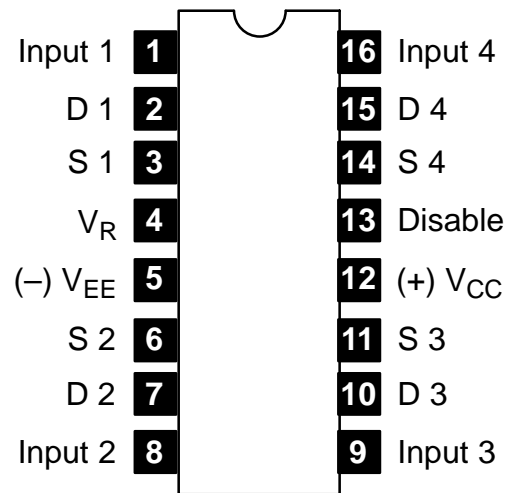 Input 1 1 16 Input 4
D 1 2 15 D 4
S 1 3 14 S 4
VR 4 13 Disable
(–) VEE 5 12 (+) VCC
S 2 6 11 S 3
D 2 7 10 D 3
Input 2 8 9 Input 3